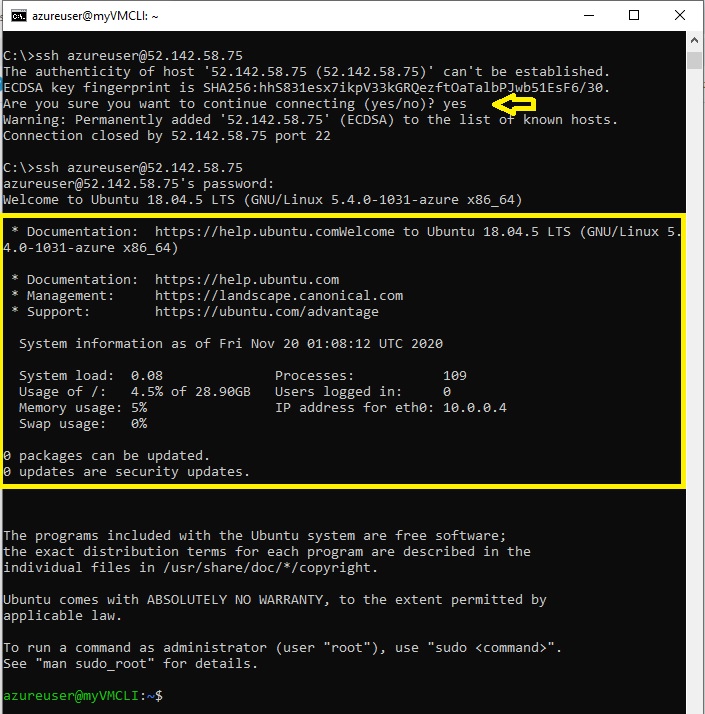 azureuser@myVMCLI: ~
C:\>ssh azureuser@52.142.58.75
The authenticity of host '52.142.58.75 (52.142.58.75)' can't be established.
ECDSA key fingerprint is SHA256:hhS831esx7ikpV33kGRQezftOaTalbPJwb51EsF6/30.
Are you sure you want to continue connecting (yes/no)? yes
Warning: Permanently added '52.142.58.75' (ECDSA) to the list of known hosts.
Connection closed by 52.142.58.75 port 22
C:\>ssh azureuser@52.142.58.75
azureuser@52.142.58.75's password:
Welcome to Ubuntu 18.04.5 LTS (GNU/Linux 5.4.0-1031-azure x86_64)
* Documentation:  https://help.ubuntu.comWelcome to Ubuntu 18.04.5 LTS (GNU/Linux 5.
4.0-1031-azure x86_64)
* Documentation:  https://help.ubuntu.com
* Management:     https://landscape.canonical.com
* Support:        https://ubuntu.com/advantage
System information as of Fri Nov 20 01:08:12 UTC 2020
System load:  0.08               Processes:           109
Usage of /:   4.5% of 28.90GB   Users logged in:     0
Memory usage: 5%                IP address for eth0: 10.0.0.4
Swap usage:   0%
0 packages can be updated.
0 updates are security updates.
The programs included with the Ubuntu system are free software;
the exact distribution terms for each program are described in the
individual files in /usr/share/doc/*/copyright.
Ubuntu comes with ABSOLUTELY NO WARRANTY, to the extent permitted by
applicable law.
To run a command as administrator (user "root"), use "sudo <command>".
See "man sudo_root" for details.
azureuser@myVMCLI:~$